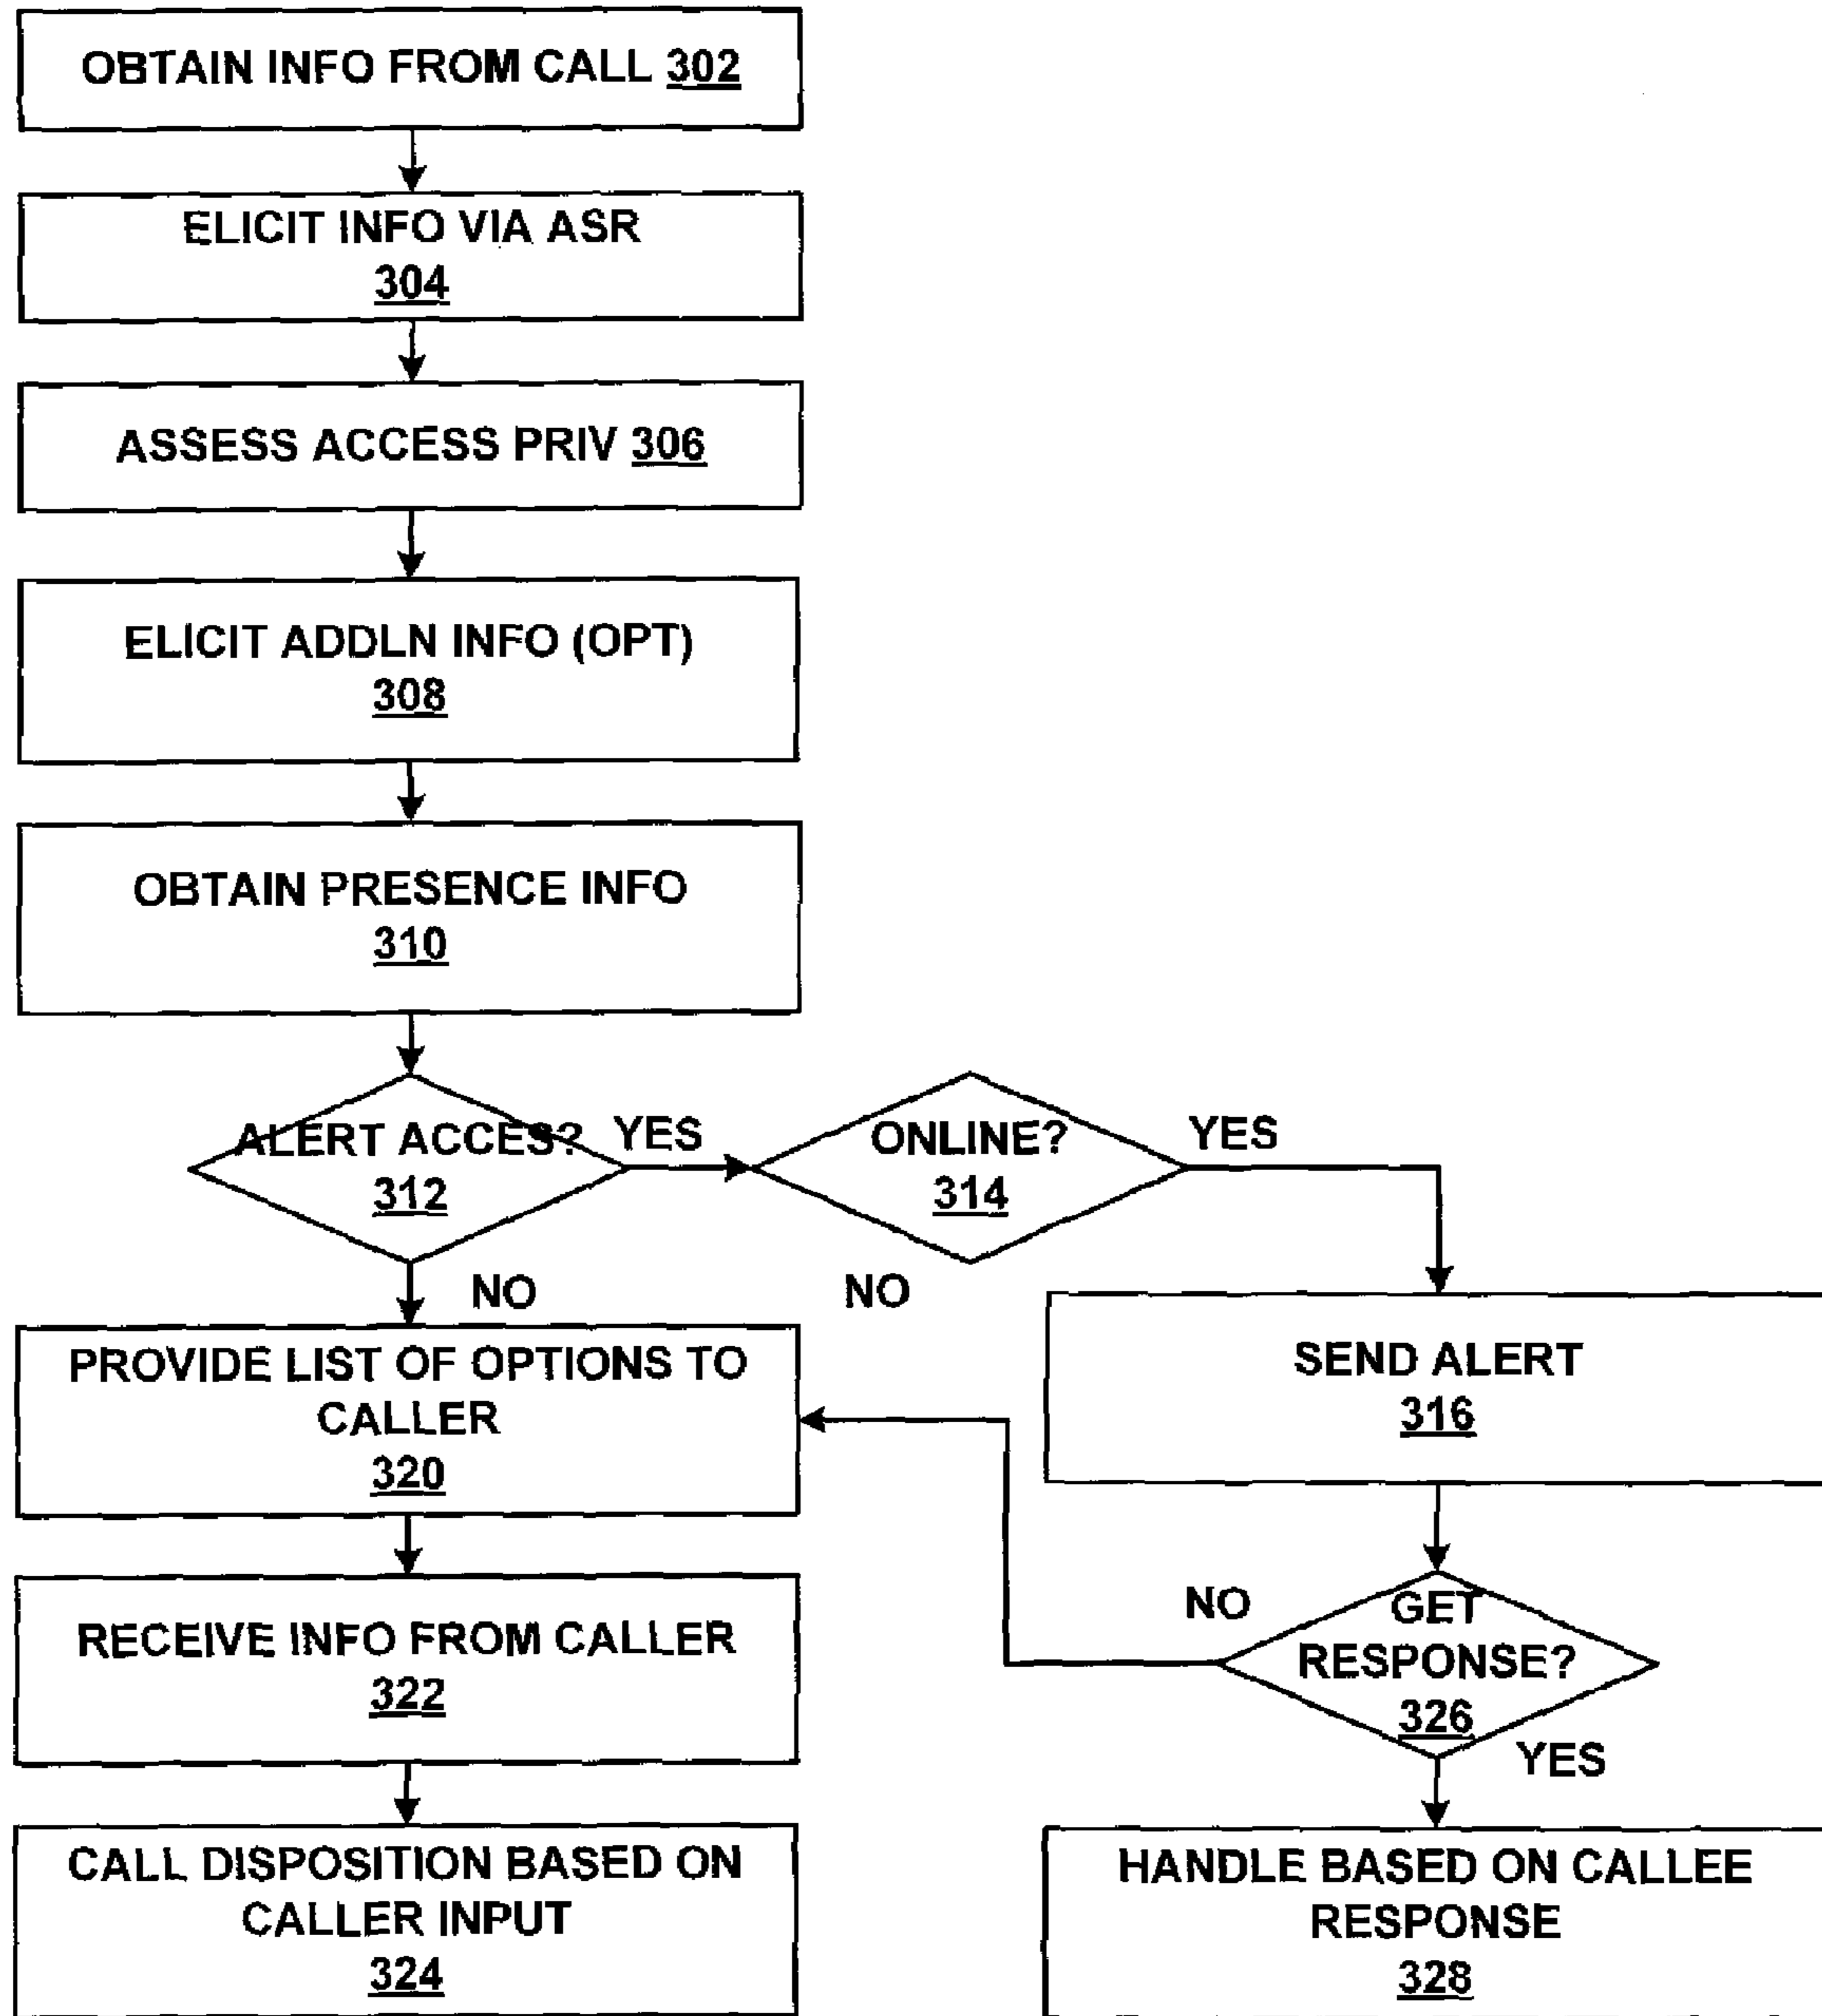 OBTAIN INFO FROM CALL 302
ELICIT INFO VIA ASR
304
ASSESS ACCESS PRIV 306
ELICIT ADDLN INFO (OPT)
308
OBTAIN PRESENCE INFO
310
ALERT ACCES?
312
YES
ONLINE?
314
YES
NO
NO
PROVIDE LIST OF OPTIONS TO
CALLER
320
SEND ALERT
316
RECEIVE INFO FROM CALLER
322
NO
GET
RESPONSE?
326
YES
CALL DISPOSITION BASED ON
CALLER INPUT
324
HANDLE BASED ON CALLEE
RESPONSE
328